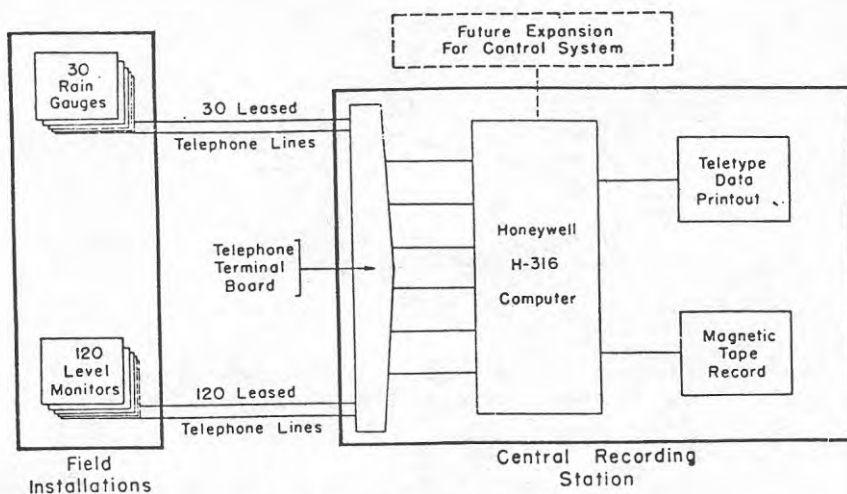 Future Expansion
For Control System
30
Rain
Gauges
30 Leased
Telephone Lines
Teletype
Data
Printout
Telephone
Terminal
Board
Honeywell
H-316
Computer
120
Level
Monitors
120 Leased
Telephone Lines
Magnetic
Tape
Record
Field
Installations
Central Recording
Station